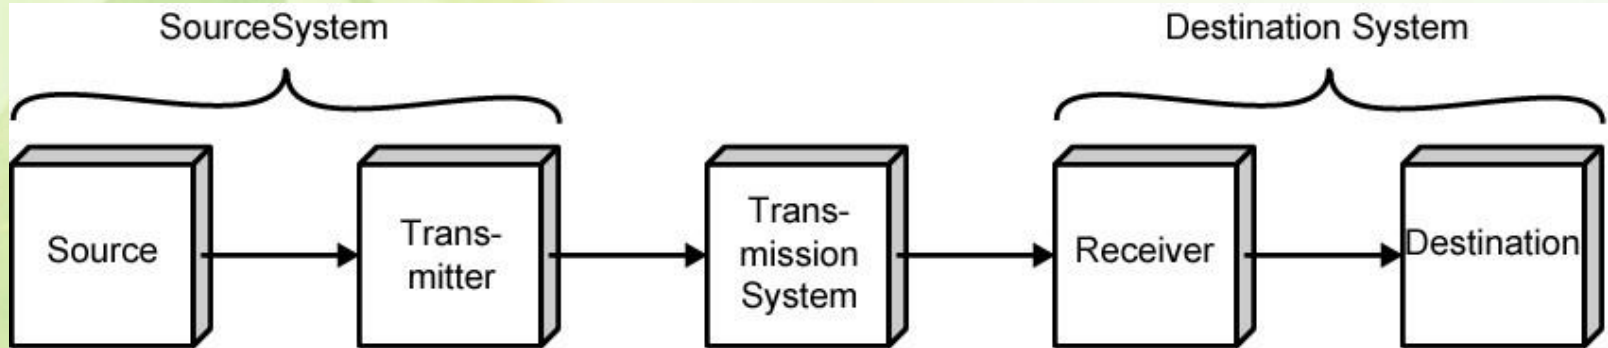 SourceSystem
Destination System
Source
Trans-
mitter
Trans-
mission
System
Receiver
Destination